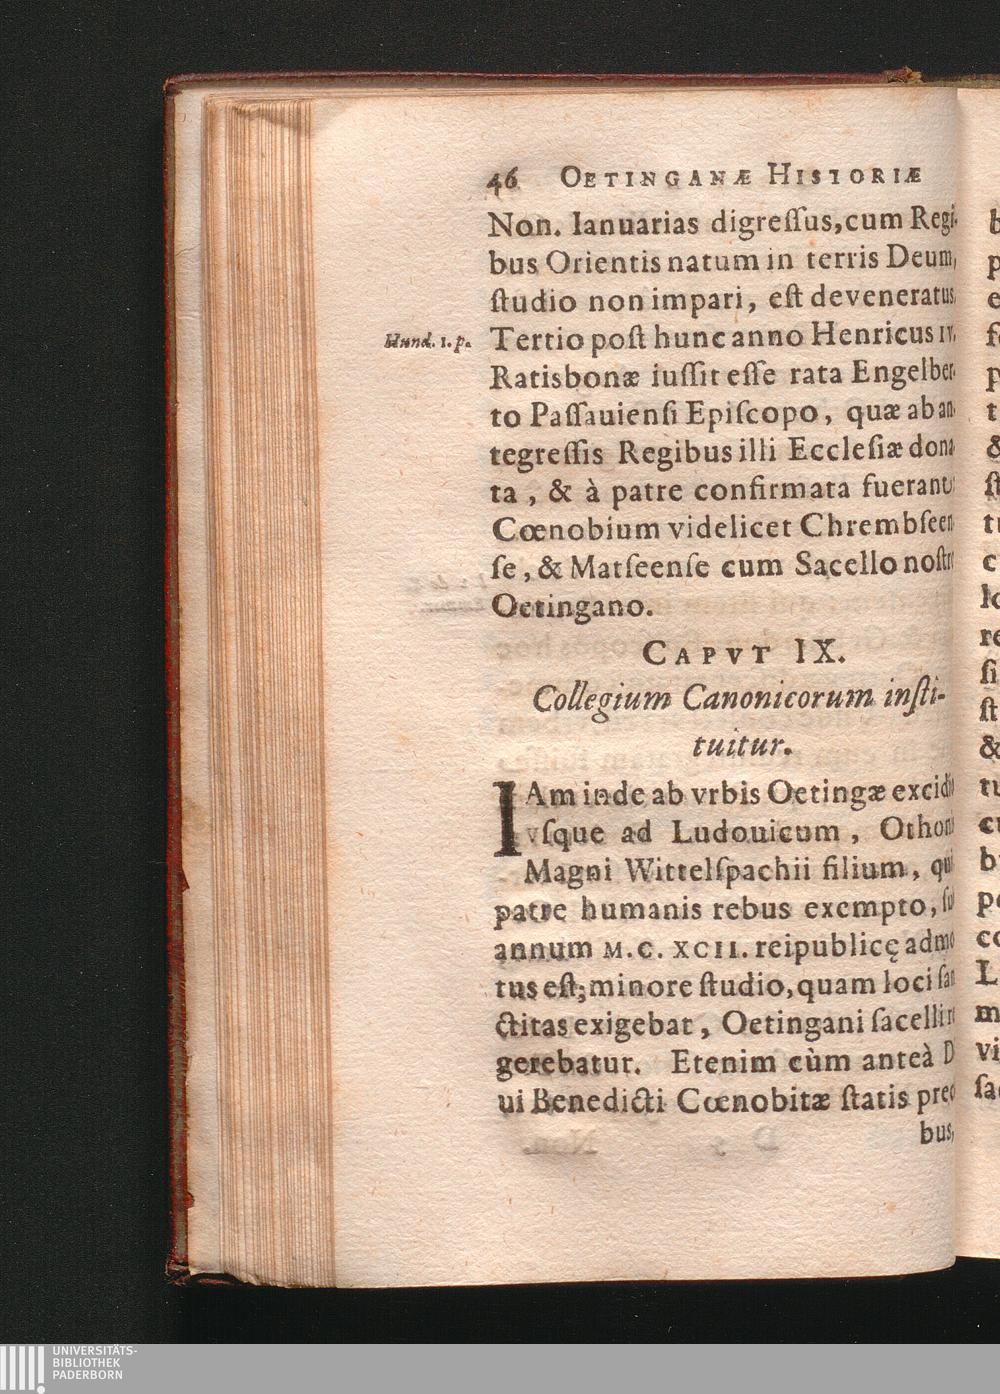 46 OETINGANÆ HISTORIÆ
Non. Ianuarias digreſſus, cum Regi-
bus Orientis natum in terris Deum,
ſtudio non impari, eſt deveneratus.
Hund. 1. p.
Tertio poſt hunc anno Henricus IV.
Ratisbonæ iuſſit eſſe rata Engelber-
to Paſſauienſi Epiſcopo, quæ ab an-
tegreſſis Regibus illi Eccleſiæ dona-
ta, & à patre confirmata fuerant:
Cœnobium videlicet Chrembſeen-
ſe, & Matſeenſe cum Sacello noſtro
Oetingano.
CAPVT IX.
Collegium Canonicorum inſti-
tuitur.
IAm inde ab vrbis Oetingæ excidio
vſque ad Ludouicum, Othonis
Magni Wittelſpachii filium, qui
patre humanis rebus exempto,
annum M. C. XCII. reipublicę admo
tus eſt; minore ſtudio, quam loci ſan
ctitas exigebat, Oetingani ſacelli
gerebatur. Etenim cùm anteà D
ui Benedicti Cœnobitæ ſtatis prec
bus,
UNIVERSITÄTS-
BIBLIOTHEK
PADERBORN